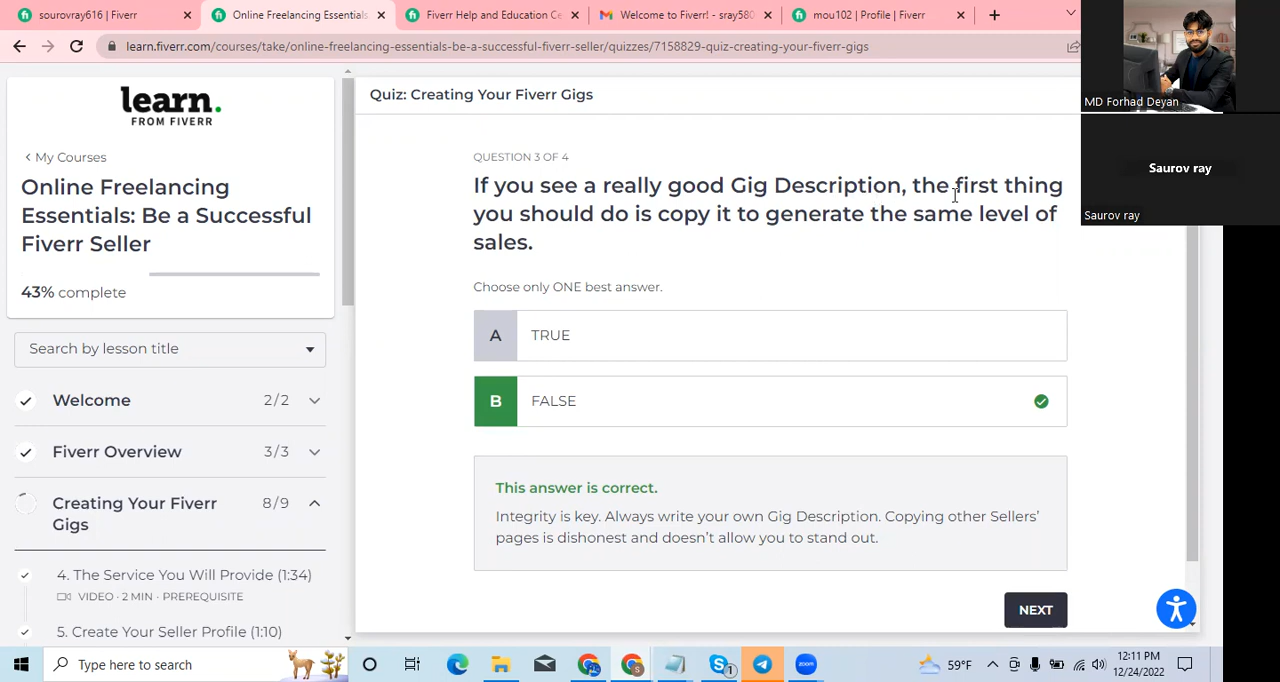 sourovray616 | Fiverr
Online Freelancing Essentials
Fiverr Help and Education Ce
Welcome to Fiverr! - sray580
mou102 | Profile | Fiverr
learn.fiverr.com/courses/take/online-freelancing-essentials-be-a-successful-fiverr-seller/quizzes/7158829-quiz-creating-your-fiverr-gigs
MD Forhad Deyan
Saurov ray
Saurov ray
learn.
FROM FIVERR
My Courses
Online Freelancing
Essentials: Be a Successful
Fiverr Seller
43% complete
Search by lesson title
Welcome 2/2
Fiverr Overview 3/3
Creating Your Fiverr 8/9
Gigs
4. The Service You Will Provide (1:34)
VIDEO · 2 MIN · PREREQUISITE
5. Create Your Seller Profile (1:10)
Quiz: Creating Your Fiverr Gigs
QUESTION 3 OF 4
If you see a really good Gig Description, the first thing
you should do is copy it to generate the same level of
sales.
Choose only ONE best answer.
A TRUE
B FALSE
This answer is correct.
Integrity is key. Always write your own Gig Description. Copying other Sellers'
pages is dishonest and doesn't allow you to stand out.
NEXT
Type here to search
S
1
zoom
59°F
12:11 PM
12/24/2022